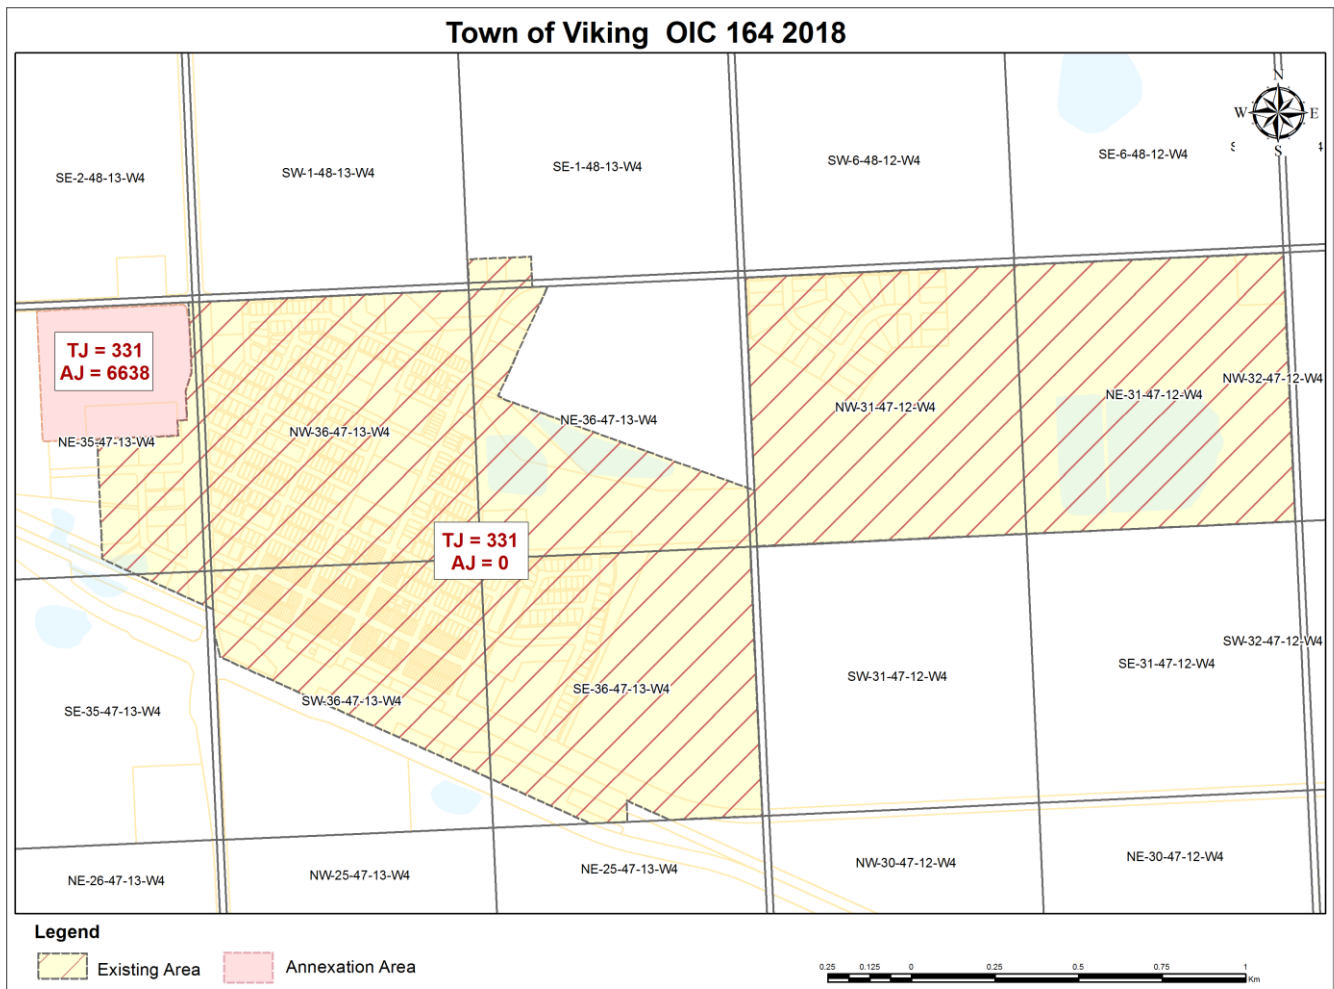 Town of Viking OIC 164 2018
N
W E
S
SE-2-48-13-W4
SW-1-48-13-W4
SE-1-48-13-W4
SW-6-48-12-W4
SE-6-48-12-W4
TJ = 331
AJ = 6638
NE-35-47-13-W4
NW-36-47-13-W4
NE-36-47-13-W4
NW-31-47-12-W4
NE-31-47-12-W4
NW-32-47-12-W4
TJ = 331
AJ = 0
SE-35-47-13-W4
SW-36-47-13-W4
SE-36-47-13-W4
SW-31-47-12-W4
SE-31-47-12-W4
SW-32-47-12-W4
NE-26-47-13-W4
NW-25-47-13-W4
NE-25-47-13-W4
NW-30-47-12-W4
NE-30-47-12-W4
Legend
Existing Area
Annexation Area
0.25 0.125 0 0.25 0.5 0.75 1
Km